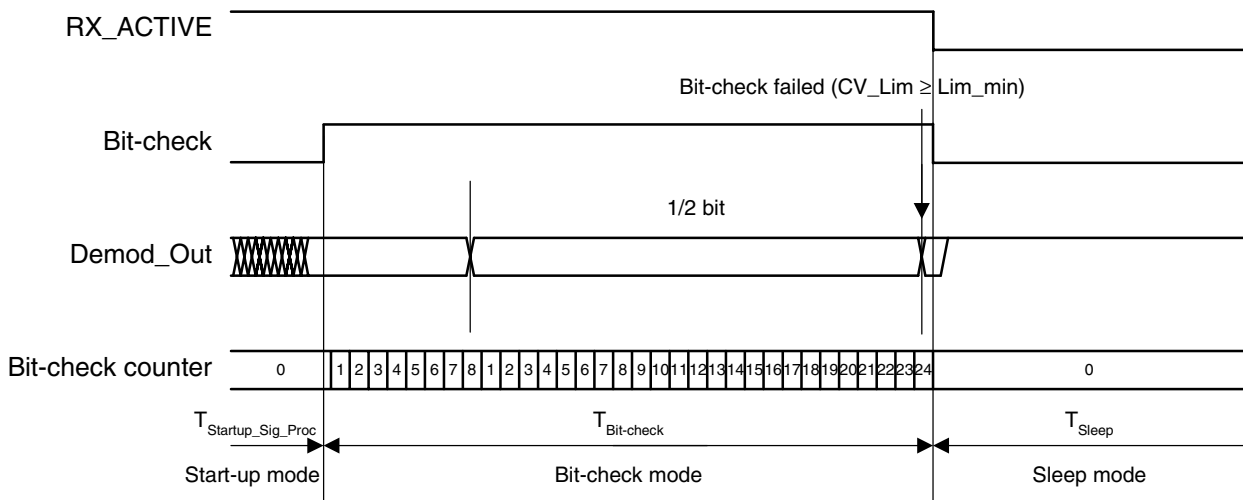 RX_ACTIVE
Bit-check failed (CV_Lim ≥ Lim_min)
Bit-check
1/2 bit
Demod_Out
Bit-check counter 0 1 2 3 4 5 6 7 8 1 2 3 4 5 6 7 8 9 10 11 12 13 14 15 16 17 18 19 20 21 22 23 24 0
TStartup_Sig_Proc TBit-check TSleep
Start-up mode Bit-check mode Sleep mode